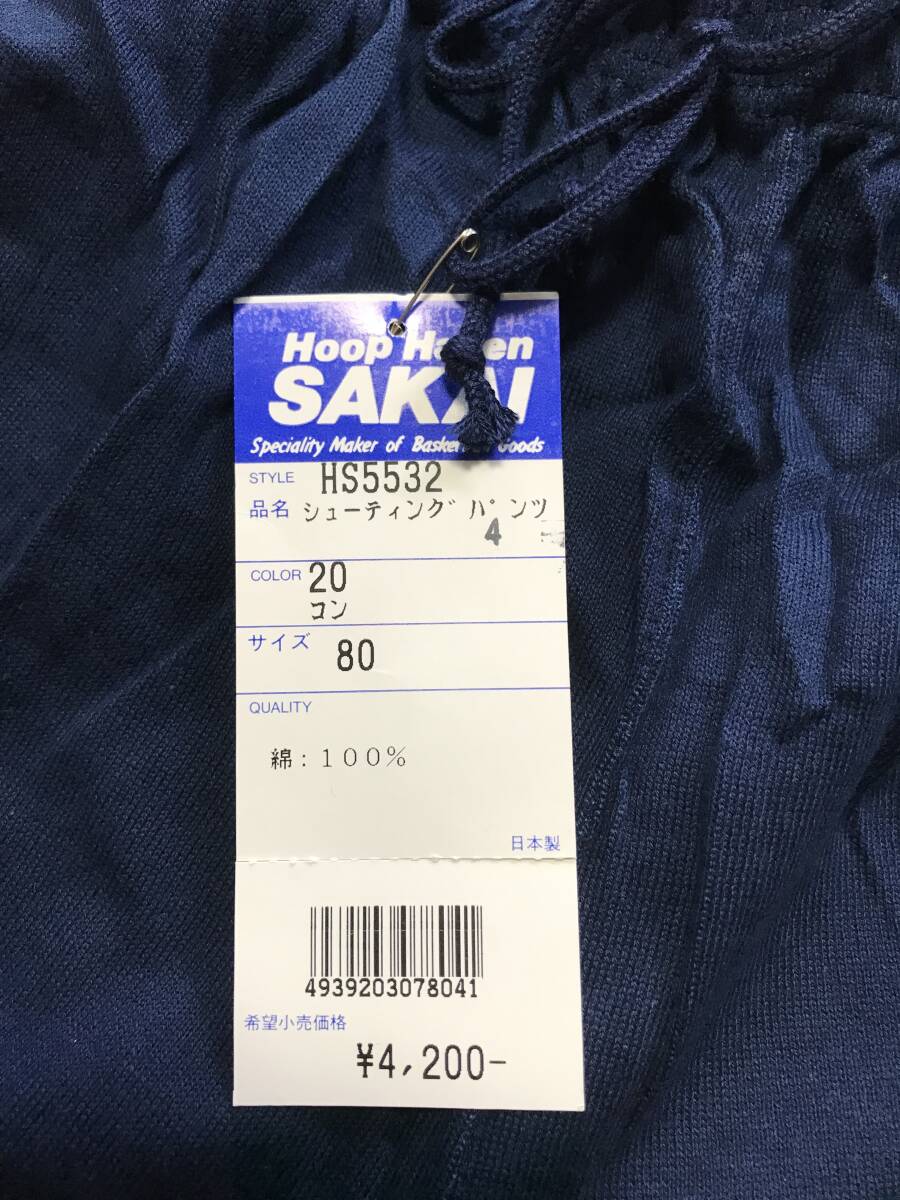 Hoop Haven
SAKAI
Speciality Maker of Basketball Goods
STYLE HS5532
品名 シューティング゙パンツ
4
COLOR 20
コン
サイズ 80
QUALITY
綿:100%
日本製
4939203078041
希望小売価格
¥4,200-